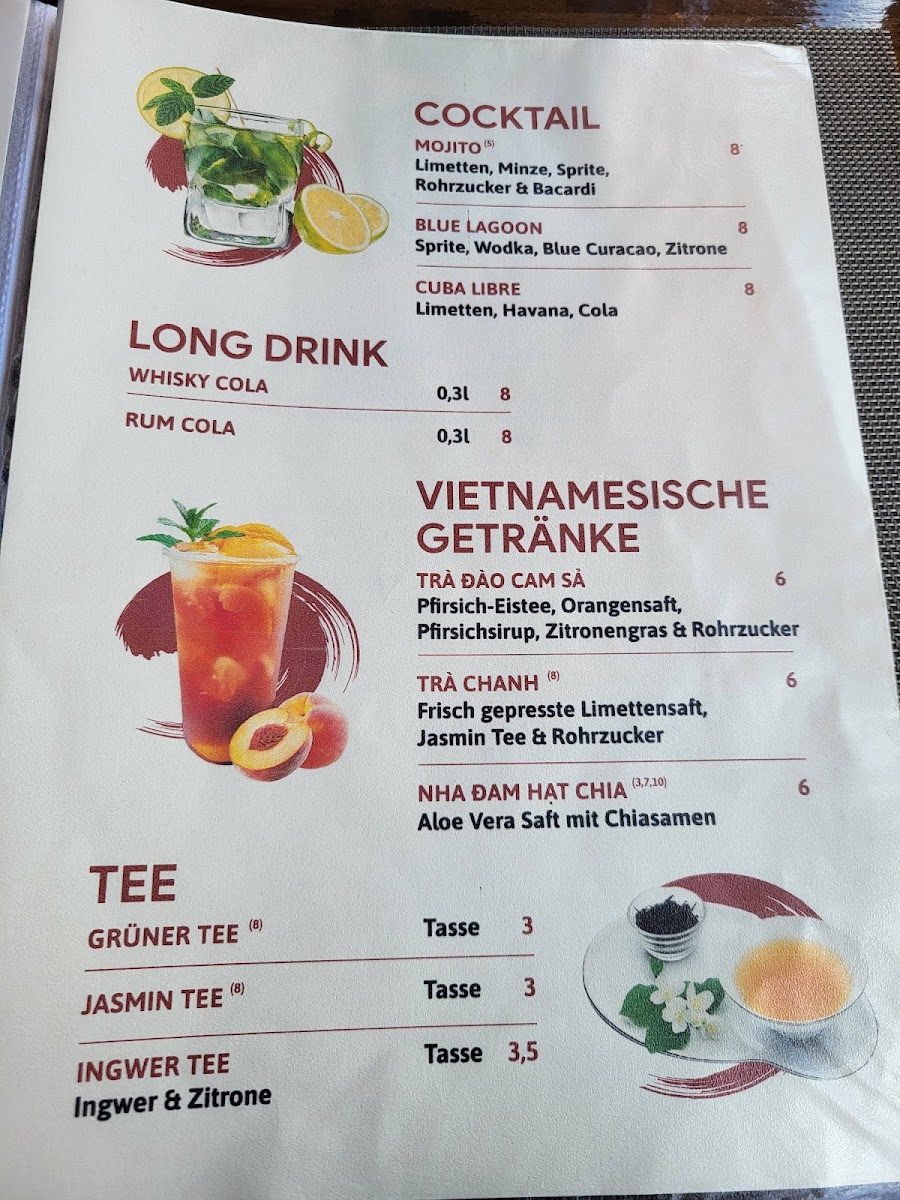 COCKTAIL
MOJITO (5) 8
Limetten, Minze, Sprite,
Rohrzucker & Bacardi
BLUE LAGOON 8
Sprite, Wodka, Blue Curacao, Zitrone
CUBA LIBRE 8
Limetten, Havana, Cola
LONG DRINK
WHISKY COLA 0,3l 8
RUM COLA 0,3l 8
VIETNAMESISCHE
GETRÄNKE
TRÀ ĐÀO CAM SẢ 6
Pfirsich-Eistee, Orangensaft,
Pfirsichsirup, Zitronengras & Rohrzucker
TRÀ CHANH (8) 6
Frisch gepresste Limettensaft,
Jasmin Tee & Rohrzucker
NHA ĐAM HẠT CHIA (3,7,10) 6
Aloe Vera Saft mit Chiasamen
TEE
GRÜNER TEE (8) Tasse 3
JASMIN TEE (8) Tasse 3
INGWER TEE Tasse 3,5
Ingwer & Zitrone